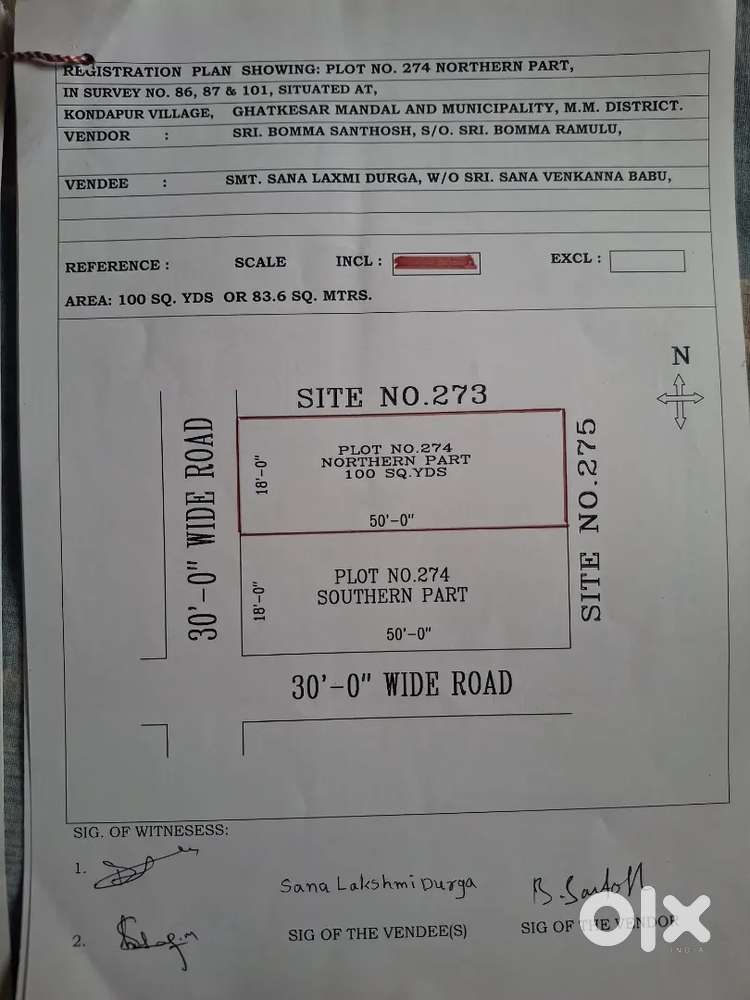 REGISTRATION PLAN SHOWING: PLOT NO. 274 NORTHERN PART,
IN SURVEY NO. 86, 87 & 101, SITUATED AT,
KONDAPUR VILLAGE, GHATKESAR MANDAL AND MUNICIPALITY, M.M. DISTRICT.
VENDOR : SRI. BOMMA SANTHOSH, S/O. SRI. BOMMA RAMULU,
VENDEE : SMT. SANA LAXMI DURGA, W/O SRI. SANA VENKANNA BABU,
REFERENCE : SCALE INCL : EXCL :
AREA: 100 SQ. YDS OR 83.6 SQ. MTRS.
N
SITE NO.273
30'-0" WIDE ROAD
18'-0"
PLOT NO.274
NORTHERN PART
100 SQ.YDS
50'-0"
SITE NO.275
18'-0"
PLOT NO.274
SOUTHERN PART
50'-0"
30'-0" WIDE ROAD
SIG. OF WITNESESS:
1.
Sana Lakshmi Durga
2.
SIG OF THE VENDEE(S)
SIG OF THE VENDOR
olx
INDIA